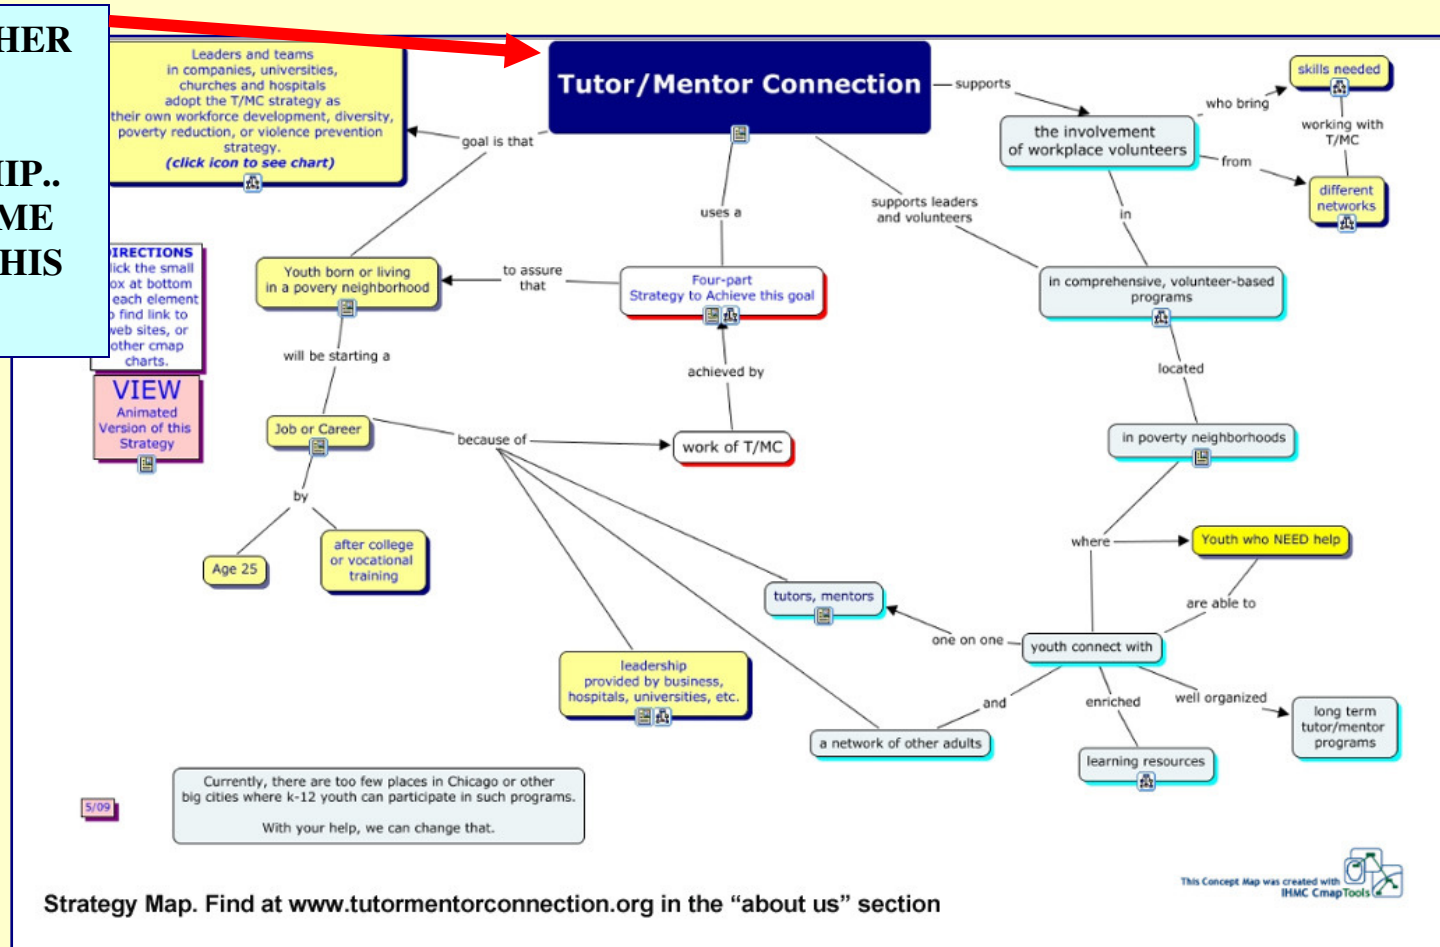 HER
HIP..
ME
HIS
Leaders and teams
in companies, universities,
churches and hospitals
adopt the T/MC strategy as
their own workforce development, diversity,
poverty reduction, or violence prevention
strategy.
(click icon to see chart)
goal is that
Tutor/Mentor Connection
supports
the involvement
of workplace volunteers
who bring
skills needed
working with
T/MC
from
different
networks
in
supports leaders
and volunteers
uses a
in comprehensive, volunteer-based
programs
DIRECTIONS
click the small
box at bottom
each element
to find link to
web sites, or
other cmap
charts.
VIEW
Animated
Version of this
Strategy
Youth born or living
in a povery neighborhood
to assure
that
Four-part
Strategy to Achieve this goal
will be starting a
achieved by
located
Job or Career
because of
work of T/MC
in poverty neighborhoods
by
Age 25
after college
or vocational
training
where
Youth who NEED help
are able to
tutors, mentors
one on one
youth connect with
leadership
provided by business,
hospitals, universities, etc.
and
enriched
well organized
a network of other adults
learning resources
long term
tutor/mentor
programs
5/09
Currently, there are too few places in Chicago or other
big cities where k-12 youth can participate in such programs.
With your help, we can change that.
This Concept Map was created with
IHMC CmapTools
Strategy Map. Find at www.tutormentorconnection.org in the “about us” section